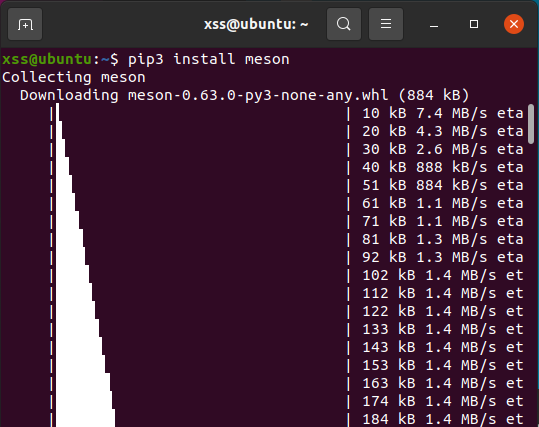 xss@ubuntu: ~
xss@ubuntu:~$ pip3 install meson
Collecting meson
  Downloading meson-0.63.0-py3-none-any.whl (884 kB)
| | 10 kB 7.4 MB/s eta
| | 20 kB 4.3 MB/s eta
| | 30 kB 2.6 MB/s eta
| | 40 kB 888 kB/s eta
| | 51 kB 884 kB/s eta
| | 61 kB 1.1 MB/s eta
| | 71 kB 1.1 MB/s eta
| | 81 kB 1.3 MB/s eta
| | 92 kB 1.3 MB/s eta
| | 102 kB 1.4 MB/s et
| | 112 kB 1.4 MB/s et
| | 122 kB 1.4 MB/s et
| | 133 kB 1.4 MB/s et
| | 143 kB 1.4 MB/s et
| | 153 kB 1.4 MB/s et
| | 163 kB 1.4 MB/s et
| | 174 kB 1.4 MB/s et
| | 184 kB 1.4 MB/s et